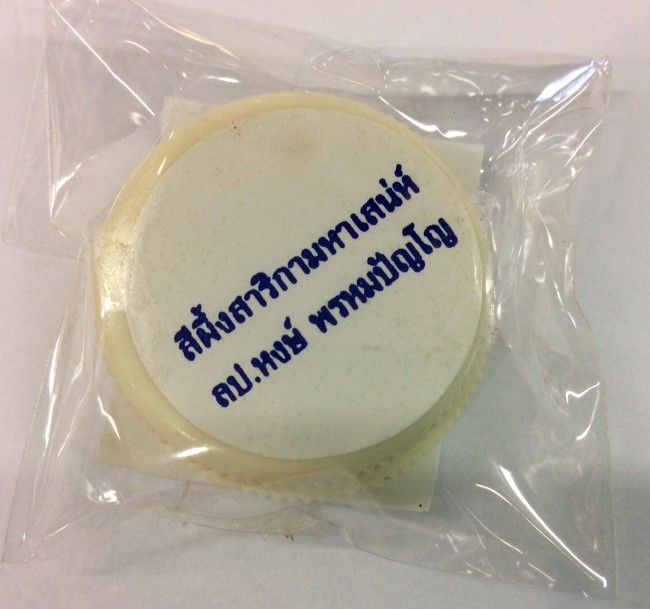 สีผึ้งสาริกามหาเสน่ห์
ลป.หงษ์ พรหมปัญโญ